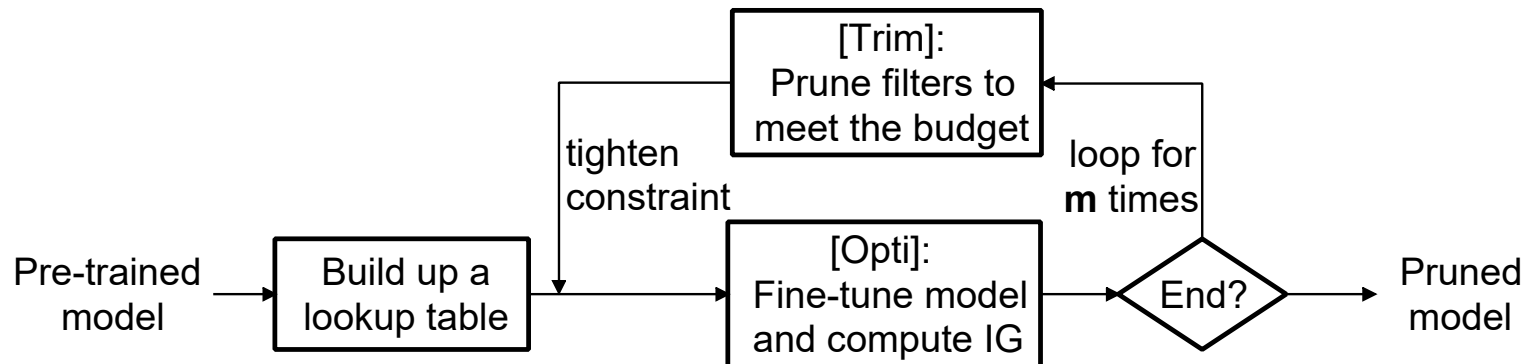 [Trim]:
Prune filters to
meet the budget
tighten
constraint
loop for
m times
Pre-trained
model
Build up a
lookup table
[Opti]:
Fine-tune model
and compute IG
End?
Pruned
model